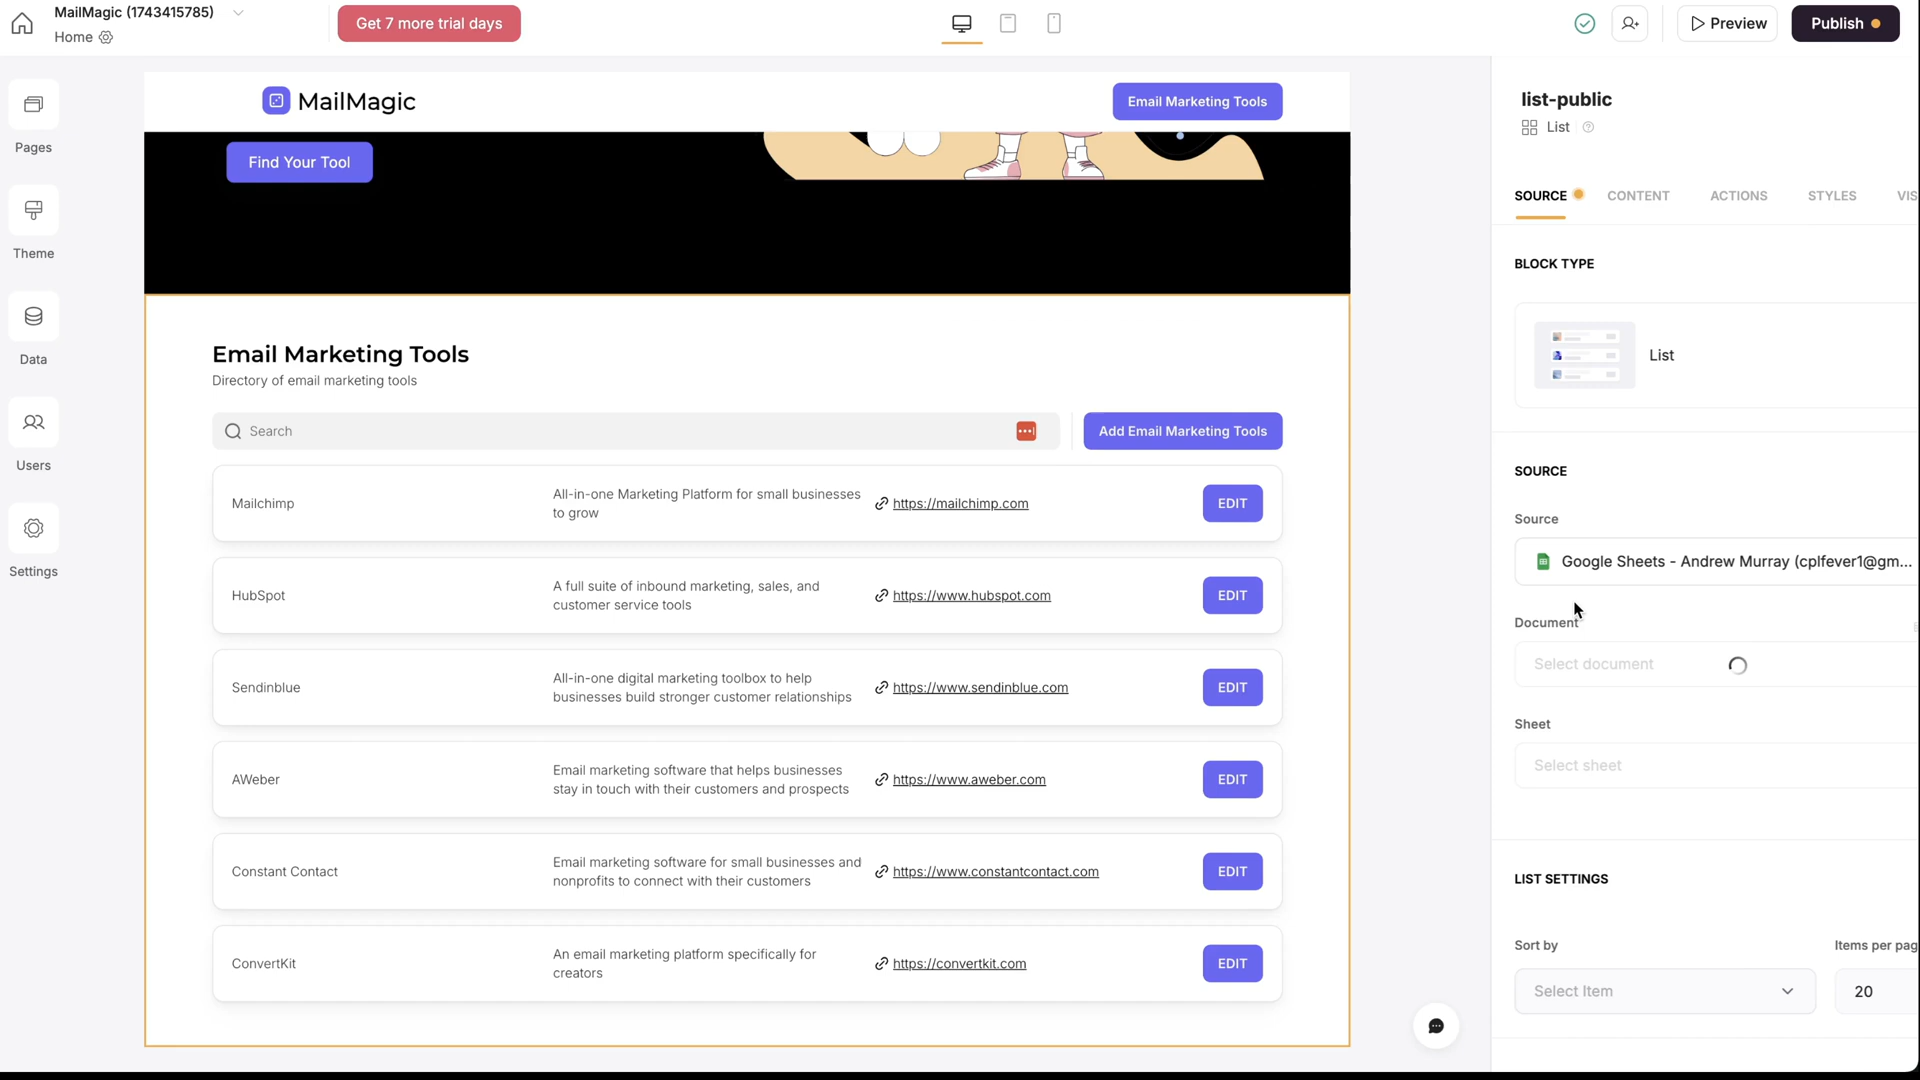 MailMagic (1743415785)
Home
Get 7 more trial days
Preview
Publish
Pages
Theme
Data
Users
Settings
MailMagic
Email Marketing Tools
Find Your Tool
Email Marketing Tools
Directory of email marketing tools
Search
Add Email Marketing Tools
Mailchimp
All-in-one Marketing Platform for small businesses
to grow
https://mailchimp.com
EDIT
HubSpot
A full suite of inbound marketing, sales, and
customer service tools
https://www.hubspot.com
EDIT
Sendinblue
All-in-one digital marketing toolbox to help
businesses build stronger customer relationships
https://www.sendinblue.com
EDIT
AWeber
Email marketing software that helps businesses
stay in touch with their customers and prospects
https://www.aweber.com
EDIT
Constant Contact
Email marketing software for small businesses and
nonprofits to connect with their customers
https://www.constantcontact.com
EDIT
ConvertKit
An email marketing platform specifically for
creators
https://convertkit.com
EDIT
list-public
List
SOURCE CONTENT ACTIONS STYLES VIS
BLOCK TYPE
List
SOURCE
Source
Google Sheets - Andrew Murray (cplfever1@gm...
Document
Select document
Sheet
Select sheet
LIST SETTINGS
Sort by
Items per pag
Select Item
20